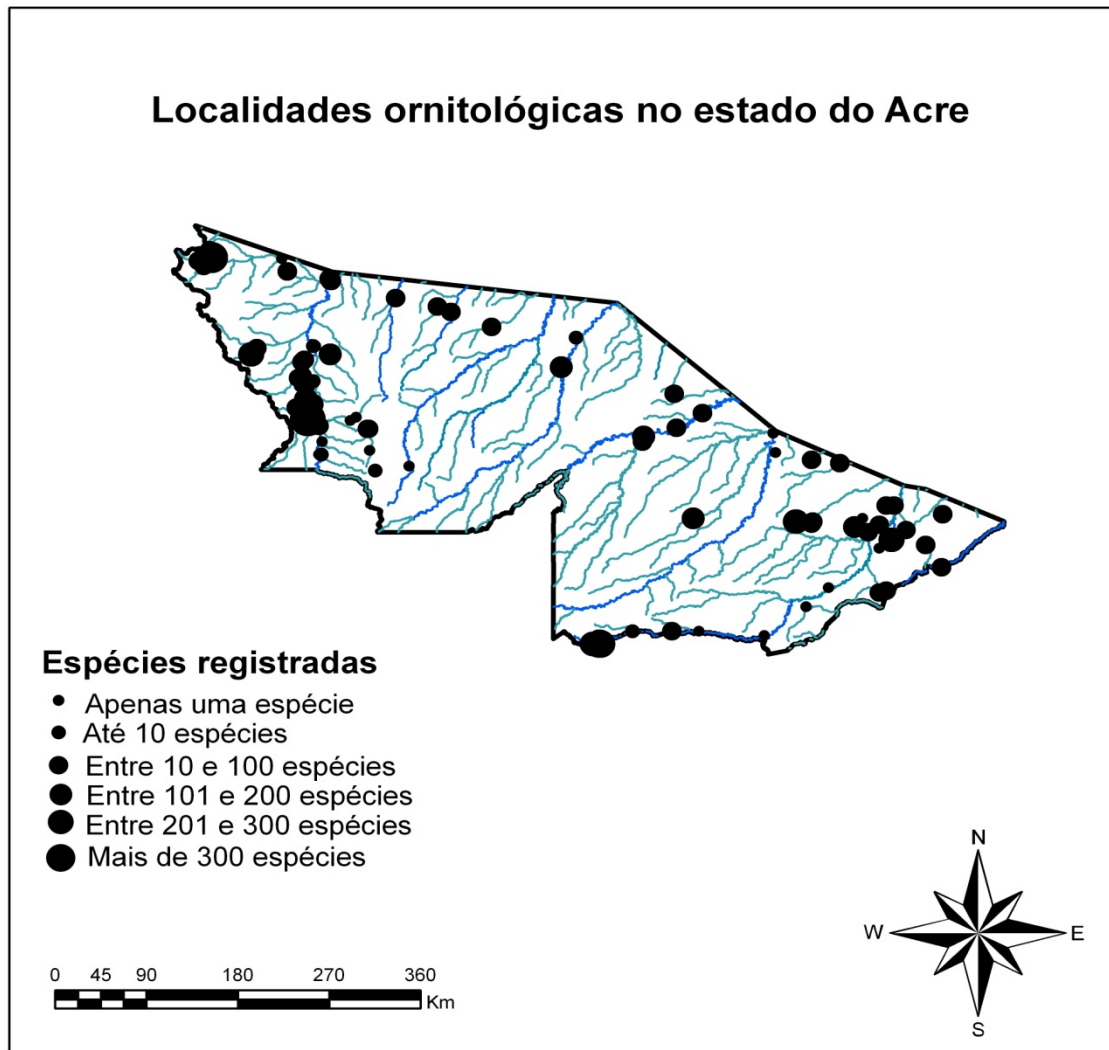 Localidades ornitológicas no estado do Acre
Espécies registradas
Apenas uma espécie
Até 10 espécies
Entre 10 e 100 espécies
Entre 101 e 200 espécies
Entre 201 e 300 espécies
Mais de 300 espécies
0 45 90 180 270 360
Km
N
W E
S